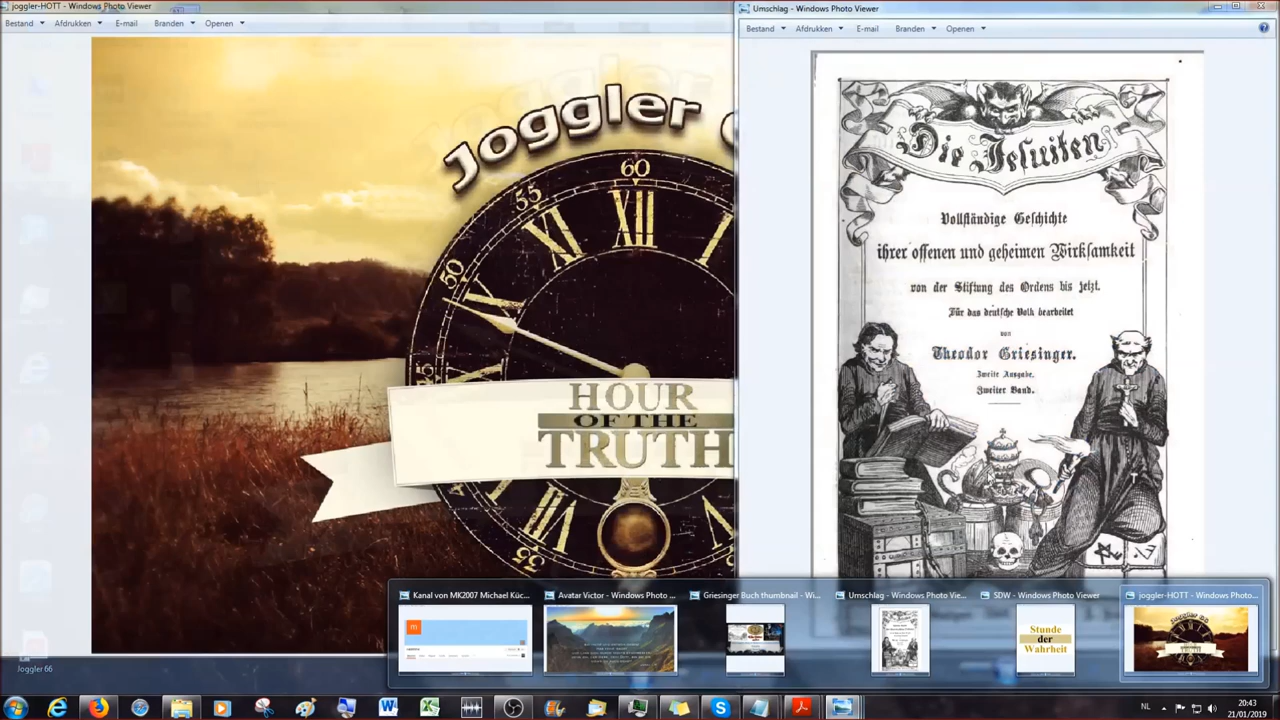 joggler-HOTT - Windows Photo Viewer
Bestand Afdrukken E-mail Branden Openen
Umschlag - Windows Photo Viewer
Bestand Afdrukken E-mail Branden Openen
Joggler
60
55
50
XII
HOUR
OF THE
TRUTH
35
Die Jesuiten
Vollständige Geschichte
ihrer offenen und geheimen Wirksamkeit
von der Stiftung des Ordens bis jetzt.
Für das deutsche Volk bearbeitet
von
Theodor Griesinger.
Zweite Ausgabe.
Zweiter Band.
Kanal von MK2007 Michael Küc...
Avatar Victor - Windows Photo ...
Griesinger Buch thumbnail - Wi...
Umschlag - Windows Photo Vie...
SDW - Windows Photo Viewer
joggler-HOTT - Windows Photo...
m
Stunde
der
Wahrheit
Joggler 66
NL
20:43
21/01/2019